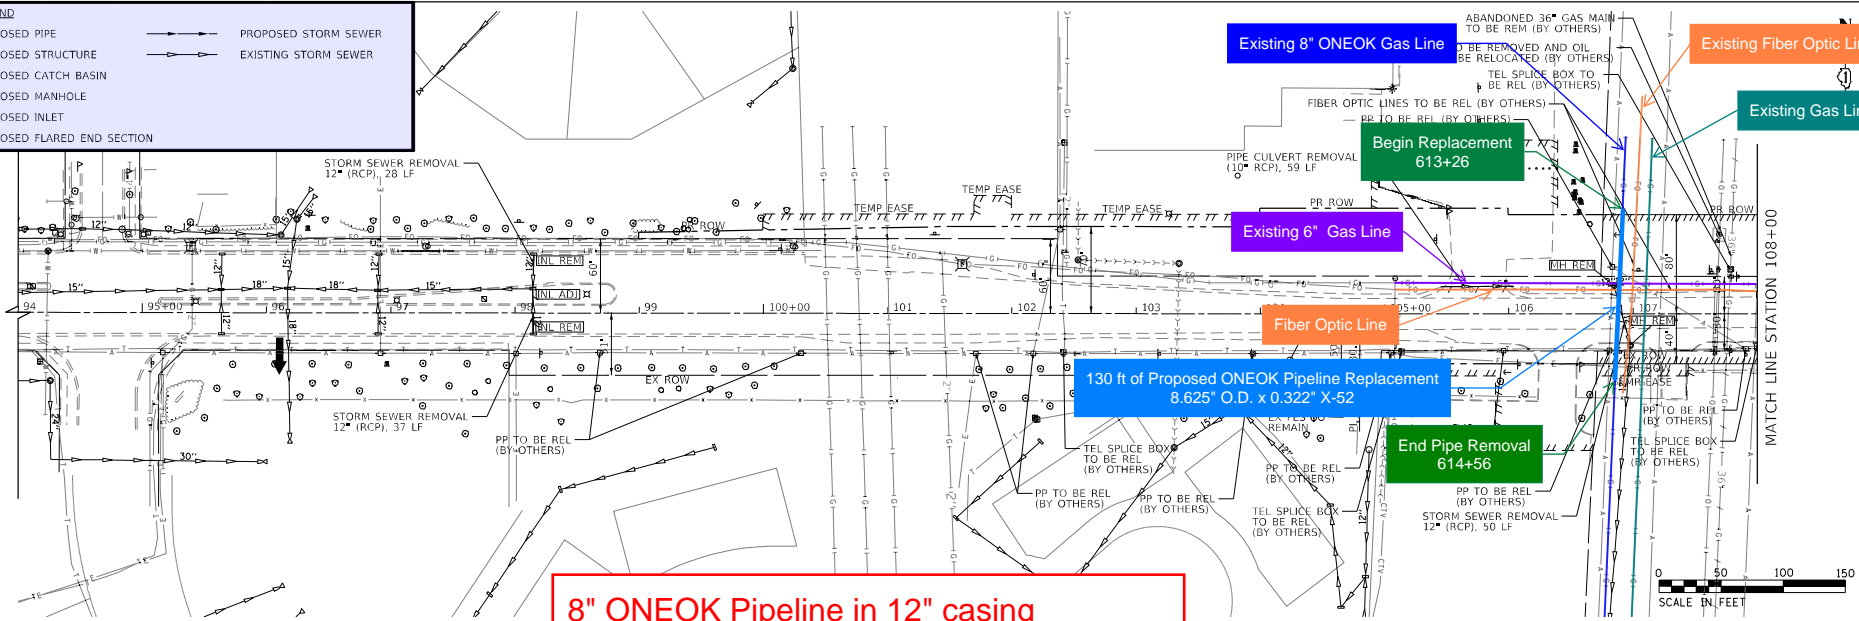 ND
OSED PIPE
PROPOSED STORM SEWER
OSED STRUCTURE
EXISTING STORM SEWER
OSED CATCH BASIN
OSED MANHOLE
OSED INLET
OSED FLARED END SECTION
ABANDONED 36" GAS MAIN
TO BE REM (BY OTHERS)
Existing 8" ONEOK Gas Line
Existing Fiber Optic Li
O BE REMOVED AND OIL
BE RELOCATED (BY OTHERS)
TEL SPLICE BOX TO
BE REL (BY OTHERS)
FIBER OPTIC LINES TO BE REL (BY OTHERS)
PP TO BE REL (BY OTHERS)
Existing Gas Li
Begin Replacement
613+26
PIPE CULVERT REMOVAL
(10" RCP), 59 LF
STORM SEWER REMOVAL
12" (RCP), 28 LF
TEMP EASE
TEMP EASE
TEMP EASE
PR ROW
PR ROW
ROW
Existing 6" Gas Line
MH REM
INL REM
INL ADJ
INL REM
MH REM
15"
18"
18"
15"
94
95+00
96
97
98
99
100+00
101
102
103
05+00
106
107
Fiber Optic Line
MATCH LINE STATION 108+00
130 ft of Proposed ONEOK Pipeline Replacement
8.625" O.D. x 0.322" X-52
EX ROW
EX ROW
STORM SEWER REMOVAL
12" (RCP), 37 LF
PP TO BE REL
(BY OTHERS)
REMAIN
End Pipe Removal
614+56
PP TO BE REL
(BY OTHERS)
TEL SPLICE BOX
TO BE REL
(BY OTHERS)
TEL SPLICE BOX
TO BE REL
(BY OTHERS)
PP TO BE REL
(BY OTHERS)
PP TO BE REL
(BY OTHERS)
PP TO BE REL
(BY OTHERS)
PP TO BE REL
(BY OTHERS)
TEL SPLICE BOX
TO BE REL
(BY OTHERS)
STORM SEWER REMOVAL
12" (RCP), 50 LF
30"
0 50 100 150
SCALE IN FEET
8" ONEOK Pipeline in 12" casing